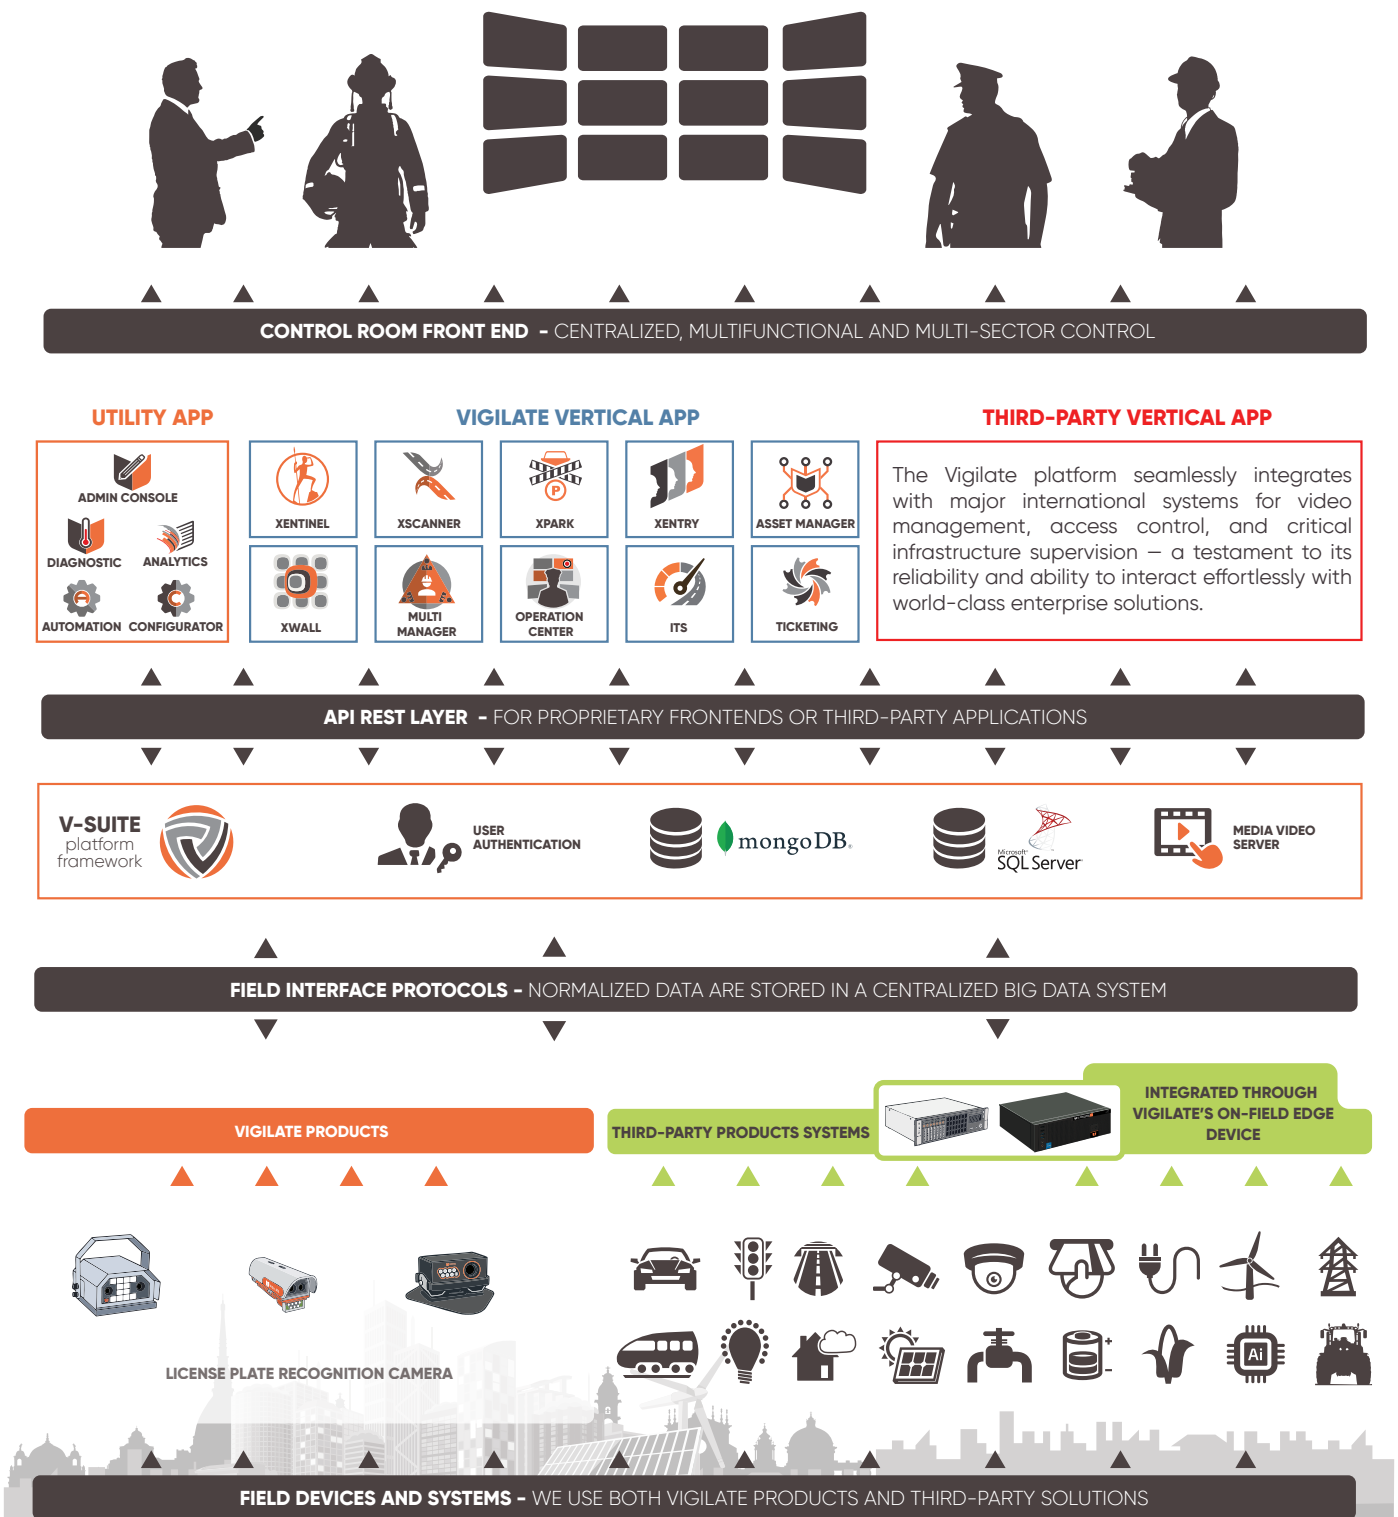 CONTROL ROOM FRONT END - CENTRALIZED, MULTIFUNCTIONAL AND MULTI-SECTOR CONTROL
UTILITY APP
ADMIN CONSOLE
DIAGNOSTIC
ANALYTICS
A
AUTOMATION
C
CONFIGURATOR
VIGILATE VERTICAL APP
XENTINEL
XSCANNER
P
XPARK
XENTRY
ASSET MANAGER
XWALL
MULTI
MANAGER
OPERATION
CENTER
ITS
TICKETING
THIRD-PARTY VERTICAL APP
The Vigilate platform seamlessly integrates
with major international systems for video
management, access control, and critical
infrastructure supervision – a testament to its
reliability and ability to interact effortlessly with
world-class enterprise solutions.
API REST LAYER - FOR PROPRIETARY FRONTENDS OR THIRD-PARTY APPLICATIONS
V-SUITE
platform
framework
USER
AUTHENTICATION
mongoDB.
Microsoft
SQL Server
MEDIA VIDEO
SERVER
FIELD INTERFACE PROTOCOLS - NORMALIZED DATA ARE STORED IN A CENTRALIZED BIG DATA SYSTEM
VIGILATE PRODUCTS
THIRD-PARTY PRODUCTS SYSTEMS
INTEGRATED THROUGH
VIGILATE'S ON-FIELD EDGE
DEVICE
LICENSE PLATE RECOGNITION CAMERA
Ai
FIELD DEVICES AND SYSTEMS - WE USE BOTH VIGILATE PRODUCTS AND THIRD-PARTY SOLUTIONS